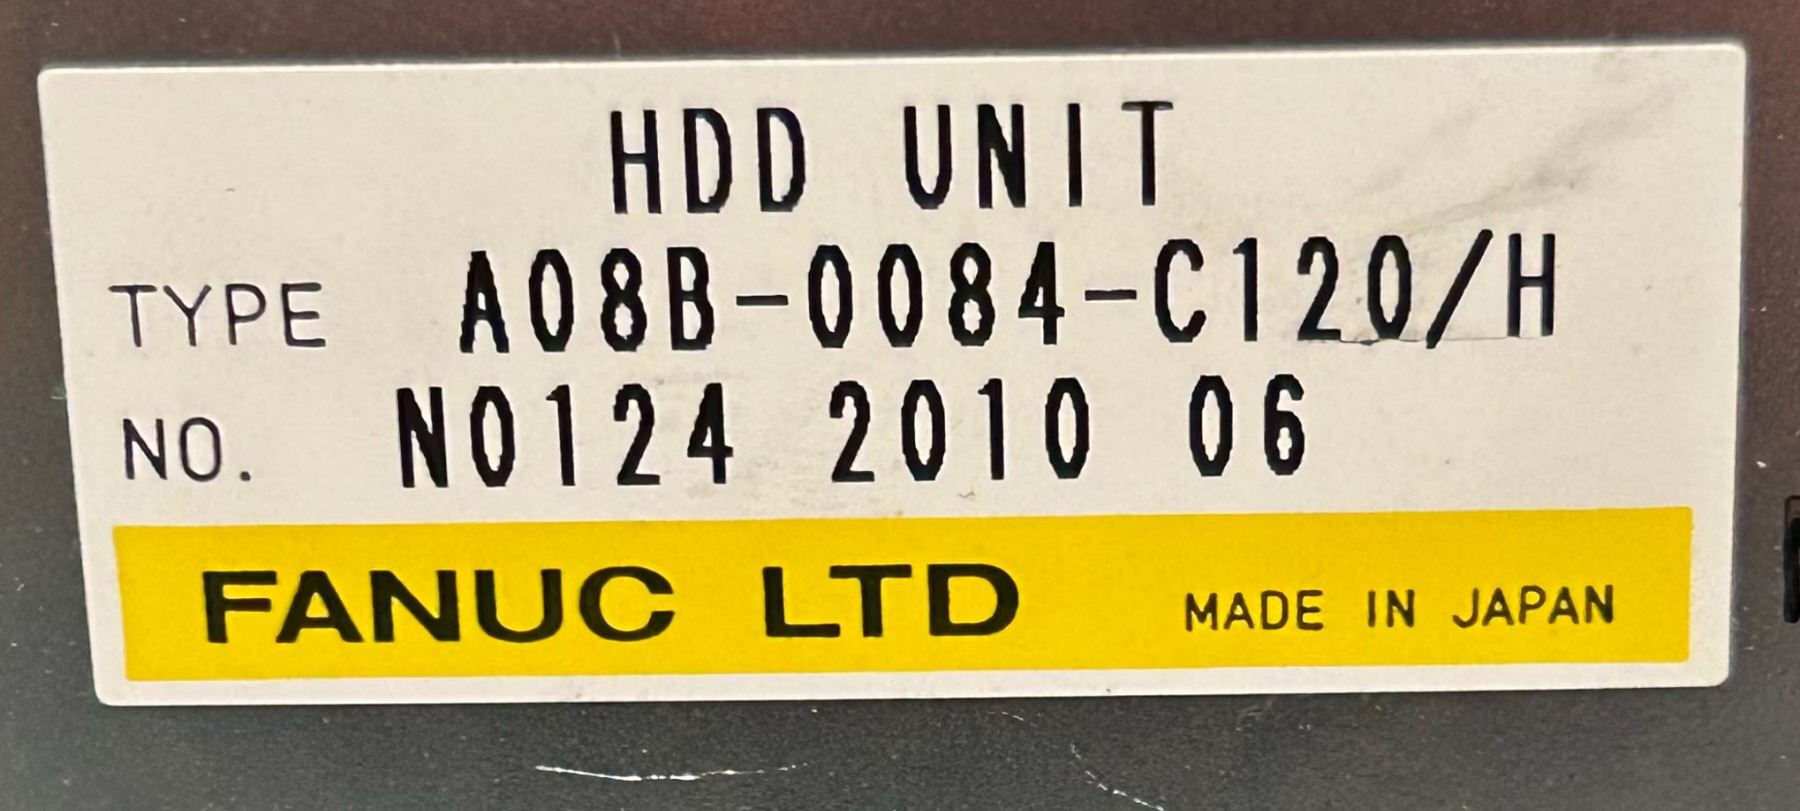 HDD UNIT
TYPE A08B-0084-C120/H
NO. N0124 2010 06
FANUC LTD MADE IN JAPAN